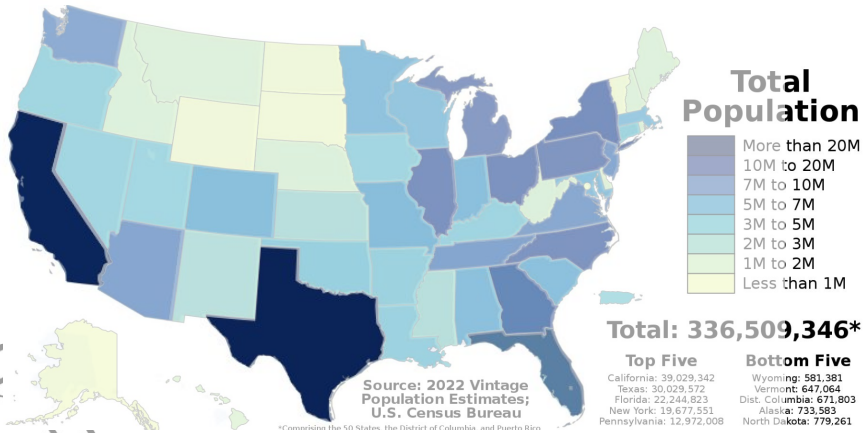 Total
Population
More than 20M
10M to 20M
7M to 10M
5M to 7M
3M to 5M
2M to 3M
1M to 2M
Less than 1M
Total: 336,509,346*
Top Five
California: 39,029,342
Texas: 30,029,572
Florida: 22,244,823
New York: 19,677,551
Pennsylvania: 12,972,008
Bottom Five
Wyoming: 581,381
Vermont: 647,064
Dist. Columbia: 671,803
Alaska: 733,583
North Dakota: 779,261
Source: 2022 Vintage
Population Estimates;
U.S. Census Bureau
*Comprising the 50 States, the District of Columbia, and Puerto Rico